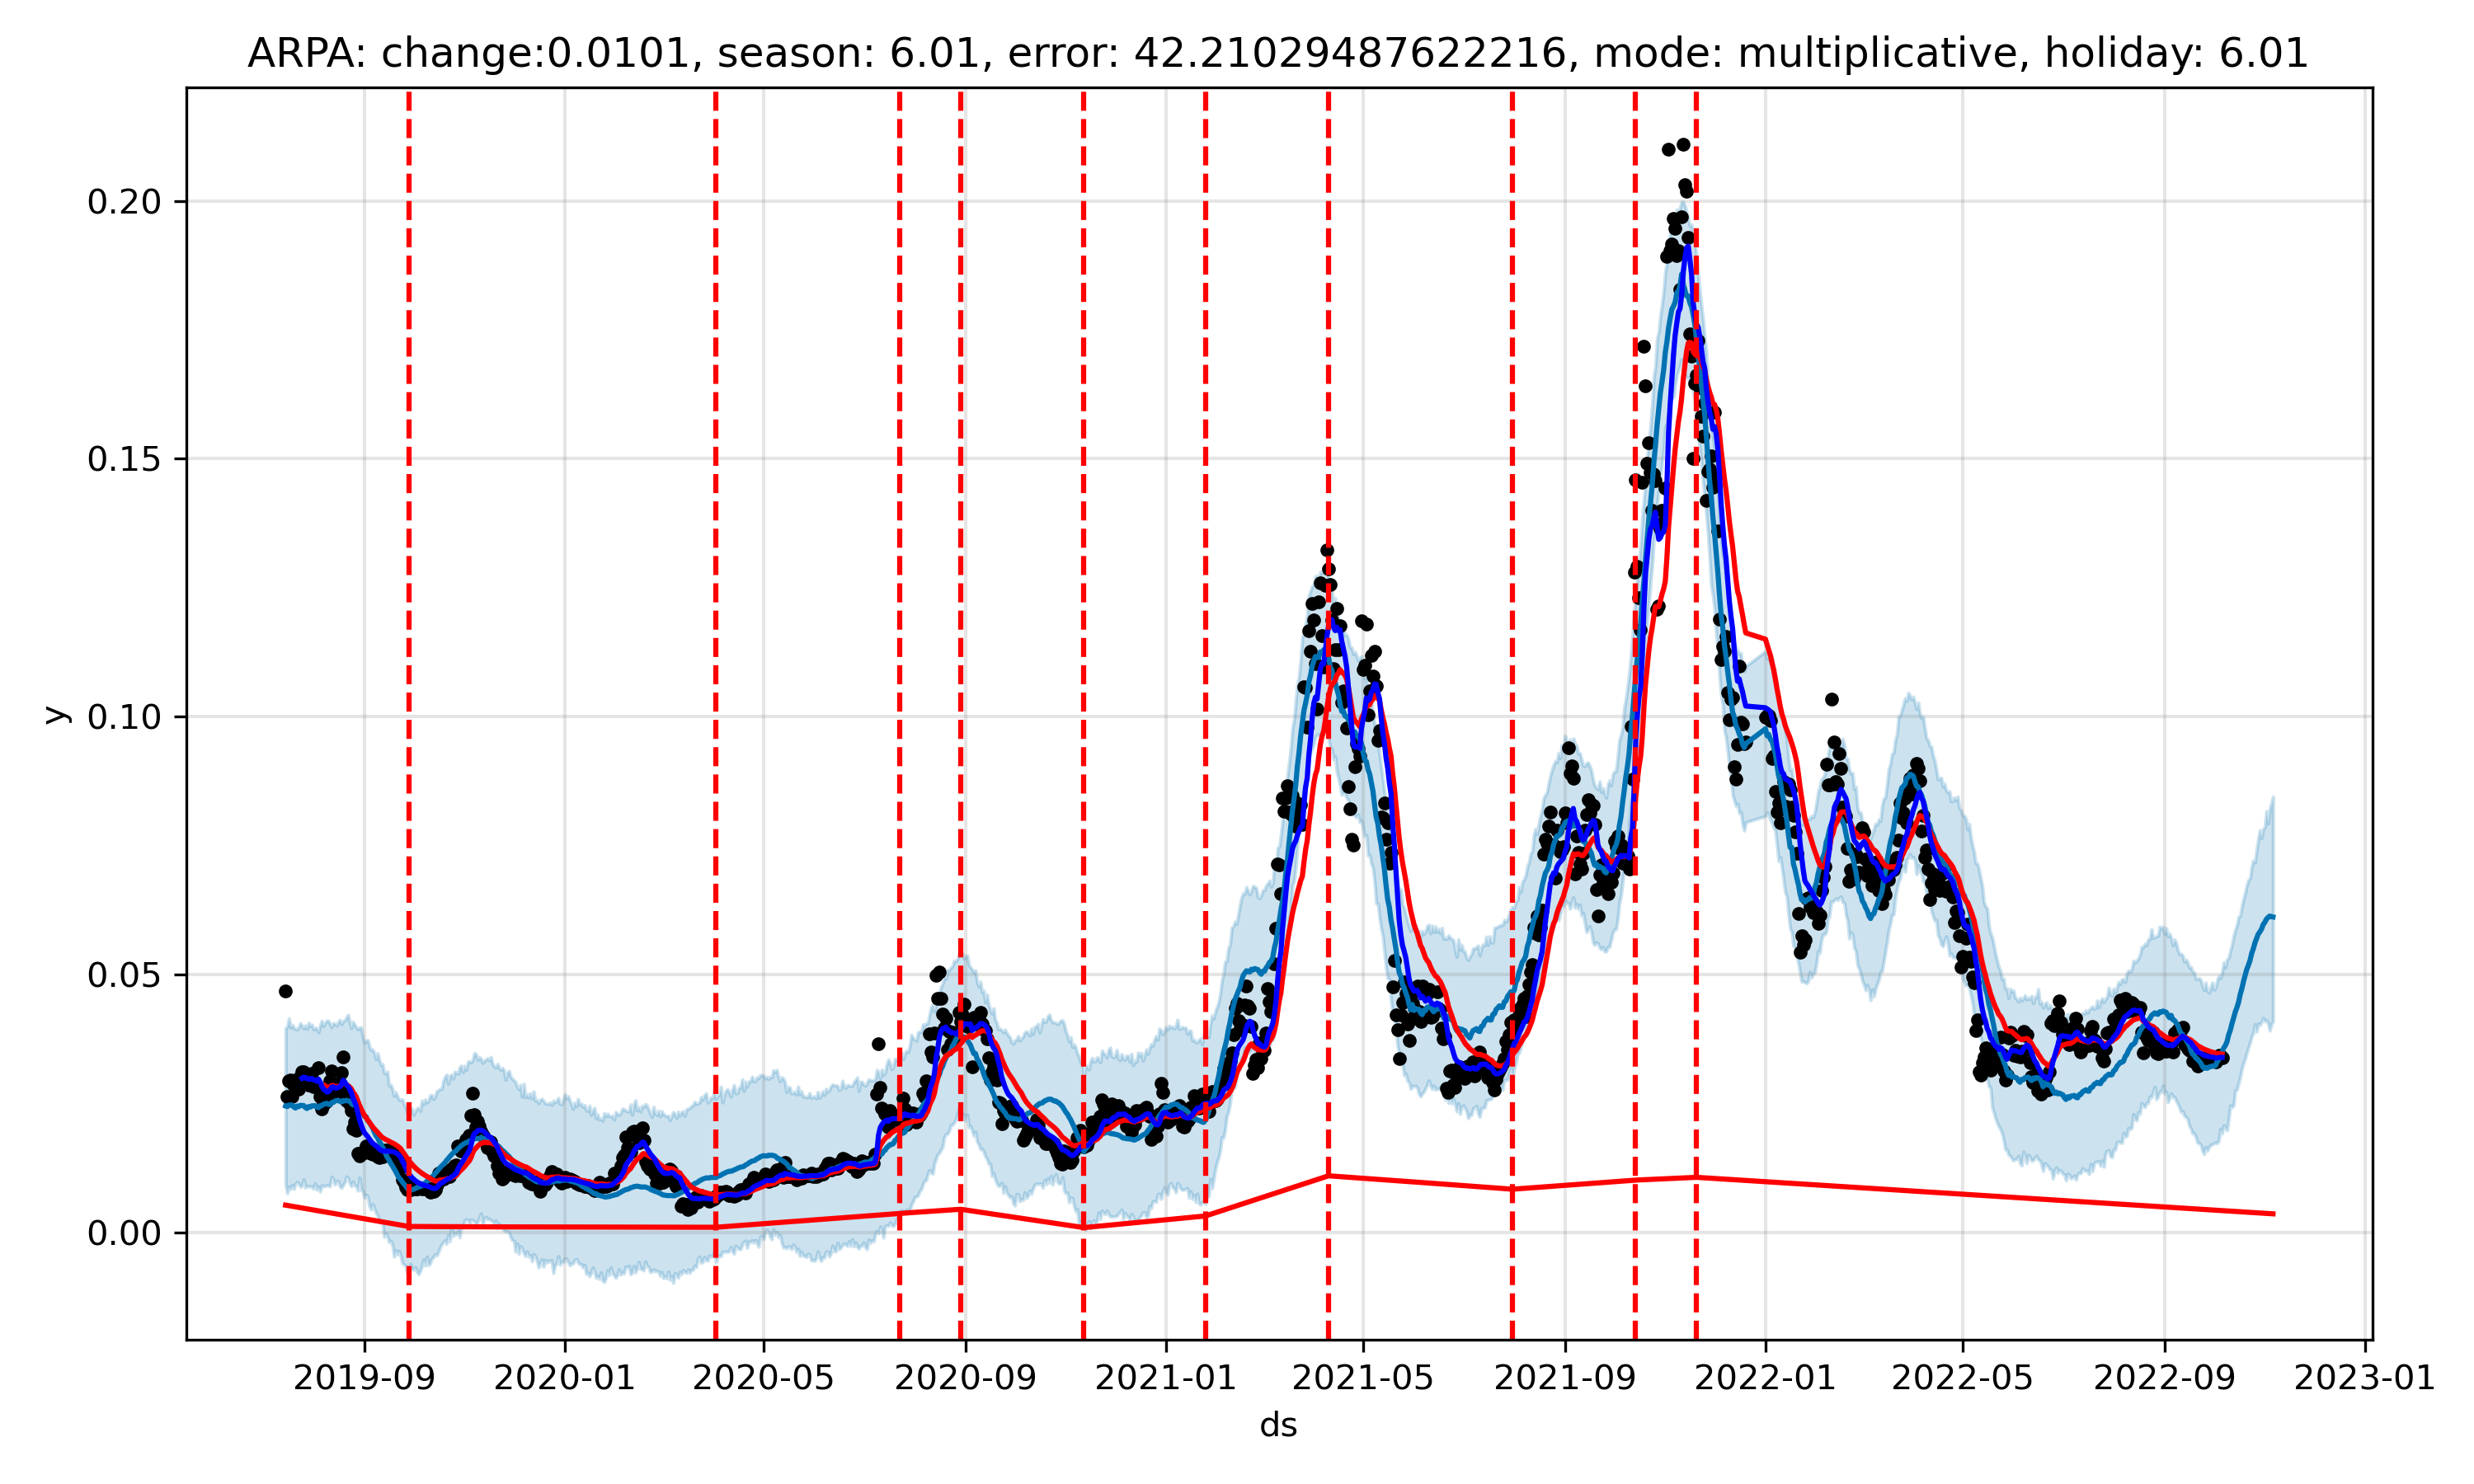 ARPA: change:0.0101, season: 6.01, error: 42.21029487622216, mode: multiplicative, holiday: 6.01
0.20
0.15
0.10
0.05
0.00
y
2019-09 2020-01 2020-05 2020-09 2021-01 2021-05 2021-09 2022-01 2022-05 2022-09 2023-01
ds